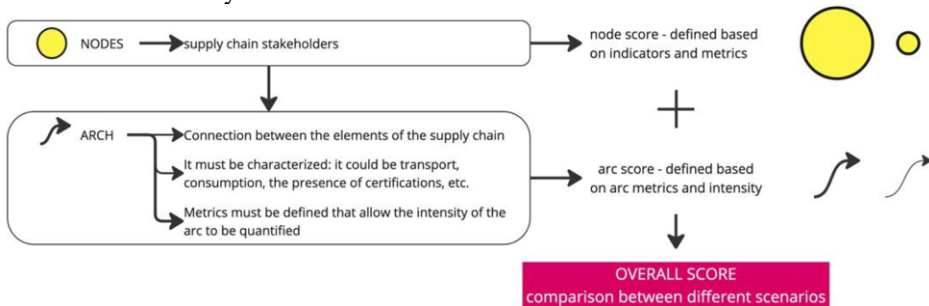 NODES
supply chain stakeholders
node score - defined based
on indicators and metrics
ARCH
Connection between the elements of the supply chain
It must be characterized: it could be transport,
consumption, the presence of certifications, etc.
Metrics must be defined that allow the intensity of the
arc to be quantified
arc score - defined based
on arc metrics and intensity
OVERALL SCORE
comparison between different scenarios